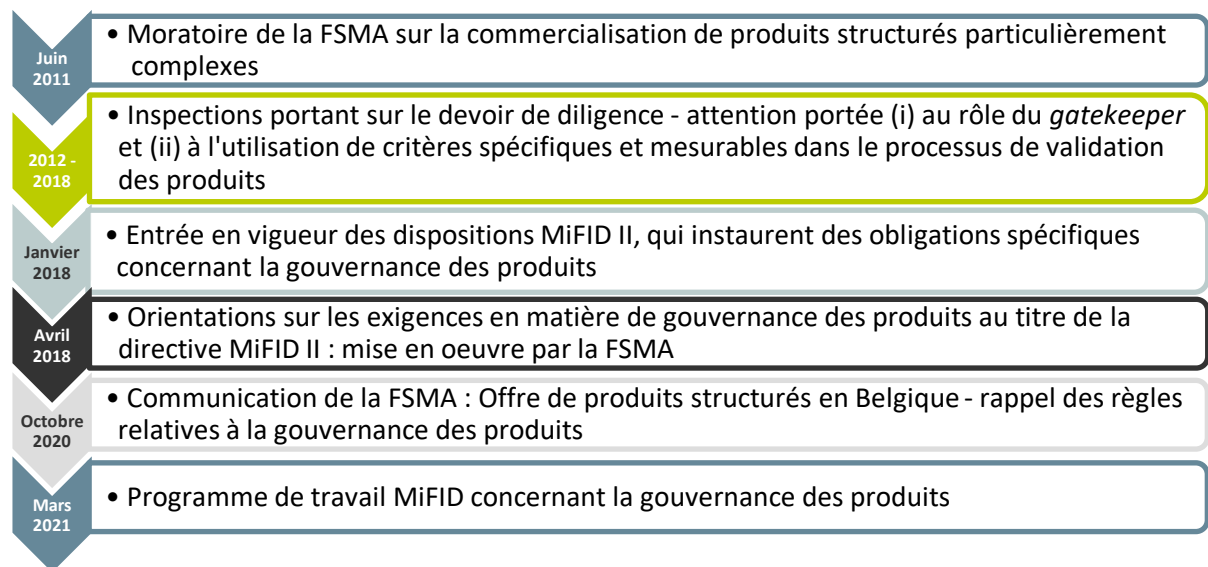 Juin
2011
• Moratoire de la FSMA sur la commercialisation de produits structurés particulièrement
complexes
2012 -
2018
• Inspections portant sur le devoir de diligence - attention portée (i) au rôle du gatekeeper
et (ii) à l'utilisation de critères spécifiques et mesurables dans le processus de validation
des produits
Janvier
2018
• Entrée en vigueur des dispositions MiFID II, qui instaurent des obligations spécifiques
concernant la gouvernance des produits
Avril
2018
• Orientations sur les exigences en matière de gouvernance des produits au titre de la
directive MiFID II : mise en oeuvre par la FSMA
Octobre
2020
• Communication de la FSMA : Offre de produits structurés en Belgique - rappel des règles
relatives à la gouvernance des produits
Mars
2021
• Programme de travail MiFID concernant la gouvernance des produits